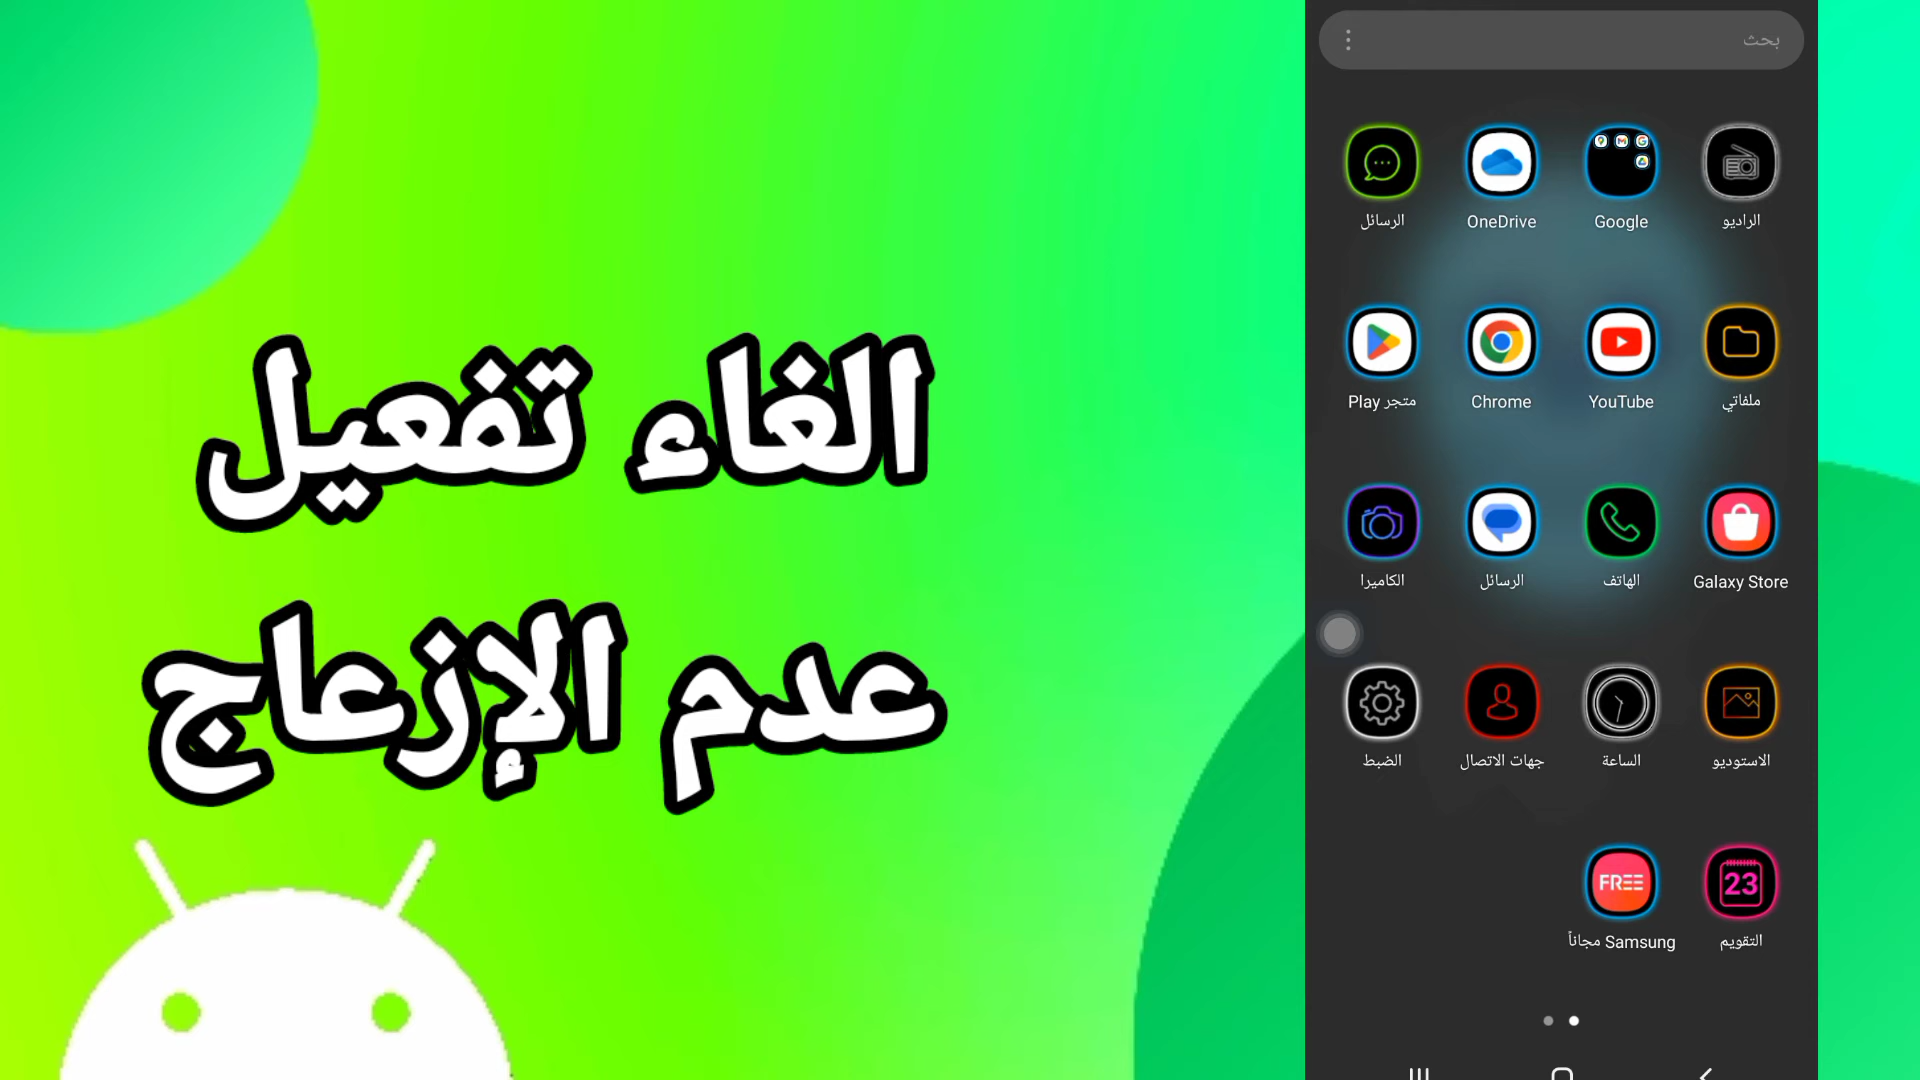 الغاء تفعيل
عدم الإزعاج
بحث
الراديو
Google
OneDrive
الرسائل
ملفاتي
YouTube
Chrome
متجر Play
Galaxy Store
الهاتف
الرسائل
الكاميرا
الاستوديو
الساعة
جهات الاتصال
الضبط
23
FREE
التقويم
Samsung مجاناً